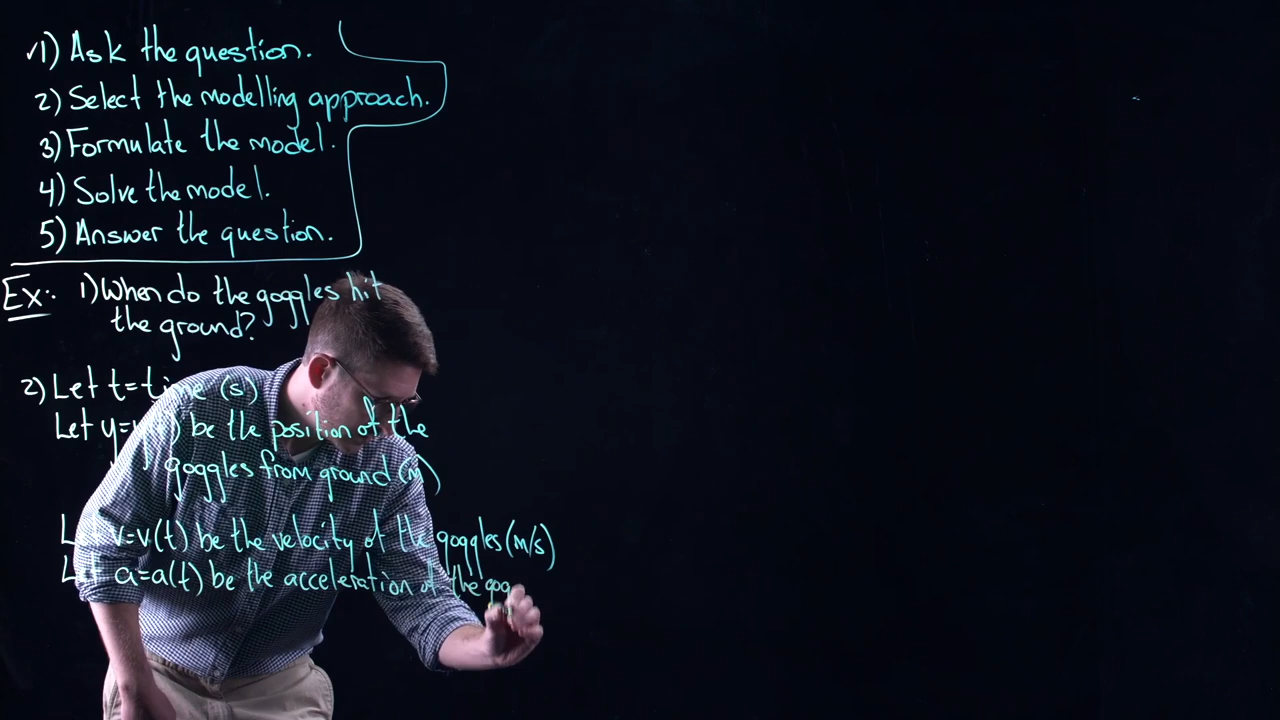 ✓1) Ask the question.
2) Select the modelling approach.
3) Formulate the model.
4) Solve the model.
5) Answer the question.
Ex: 1) When do the goggles hit
the ground?
2) Let t=time (s)
Let y=y(t) be the position of the
goggles from ground (m)
Let v=v(t) be the velocity of the goggles (m/s)
Let a=a(t) be the acceleration of the gog